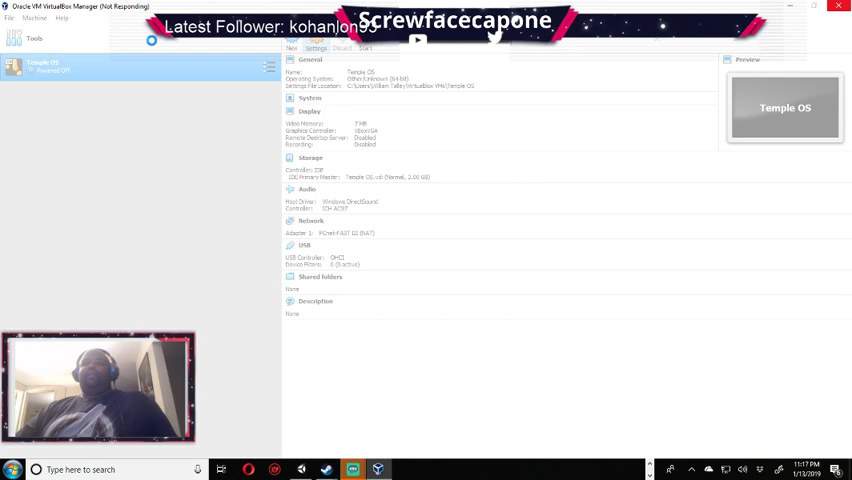 Oracle VM VirtualBox Manager (Not Responding)
File Machine Help
Latest Follower: kohanlon93
Screwfacecapone
Tools
New Settings Discard Start
Temple OS
Powered Off
General
Name: Temple OS
Operating System: Other/Unknown (64-bit)
Settings File Location: C:\Users\William Talley\VirtualBox VMs\Temple OS
System
Display
Video Memory: 7 MB
Graphics Controller: VBoxVGA
Remote Desktop Server: Disabled
Recording: Disabled
Storage
Controller: IDE
IDE Primary Master: Temple OS.vdi (Normal, 2.00 GB)
Audio
Host Driver: Windows DirectSound
Controller: ICH AC97
Network
Adapter 1: PCnet-FAST III (NAT)
USB
USB Controller: OHCI
Device Filters: 0 (0 active)
Shared folders
None
Description
None
Preview
Temple OS
Type here to search
11:17 PM
1/13/2019